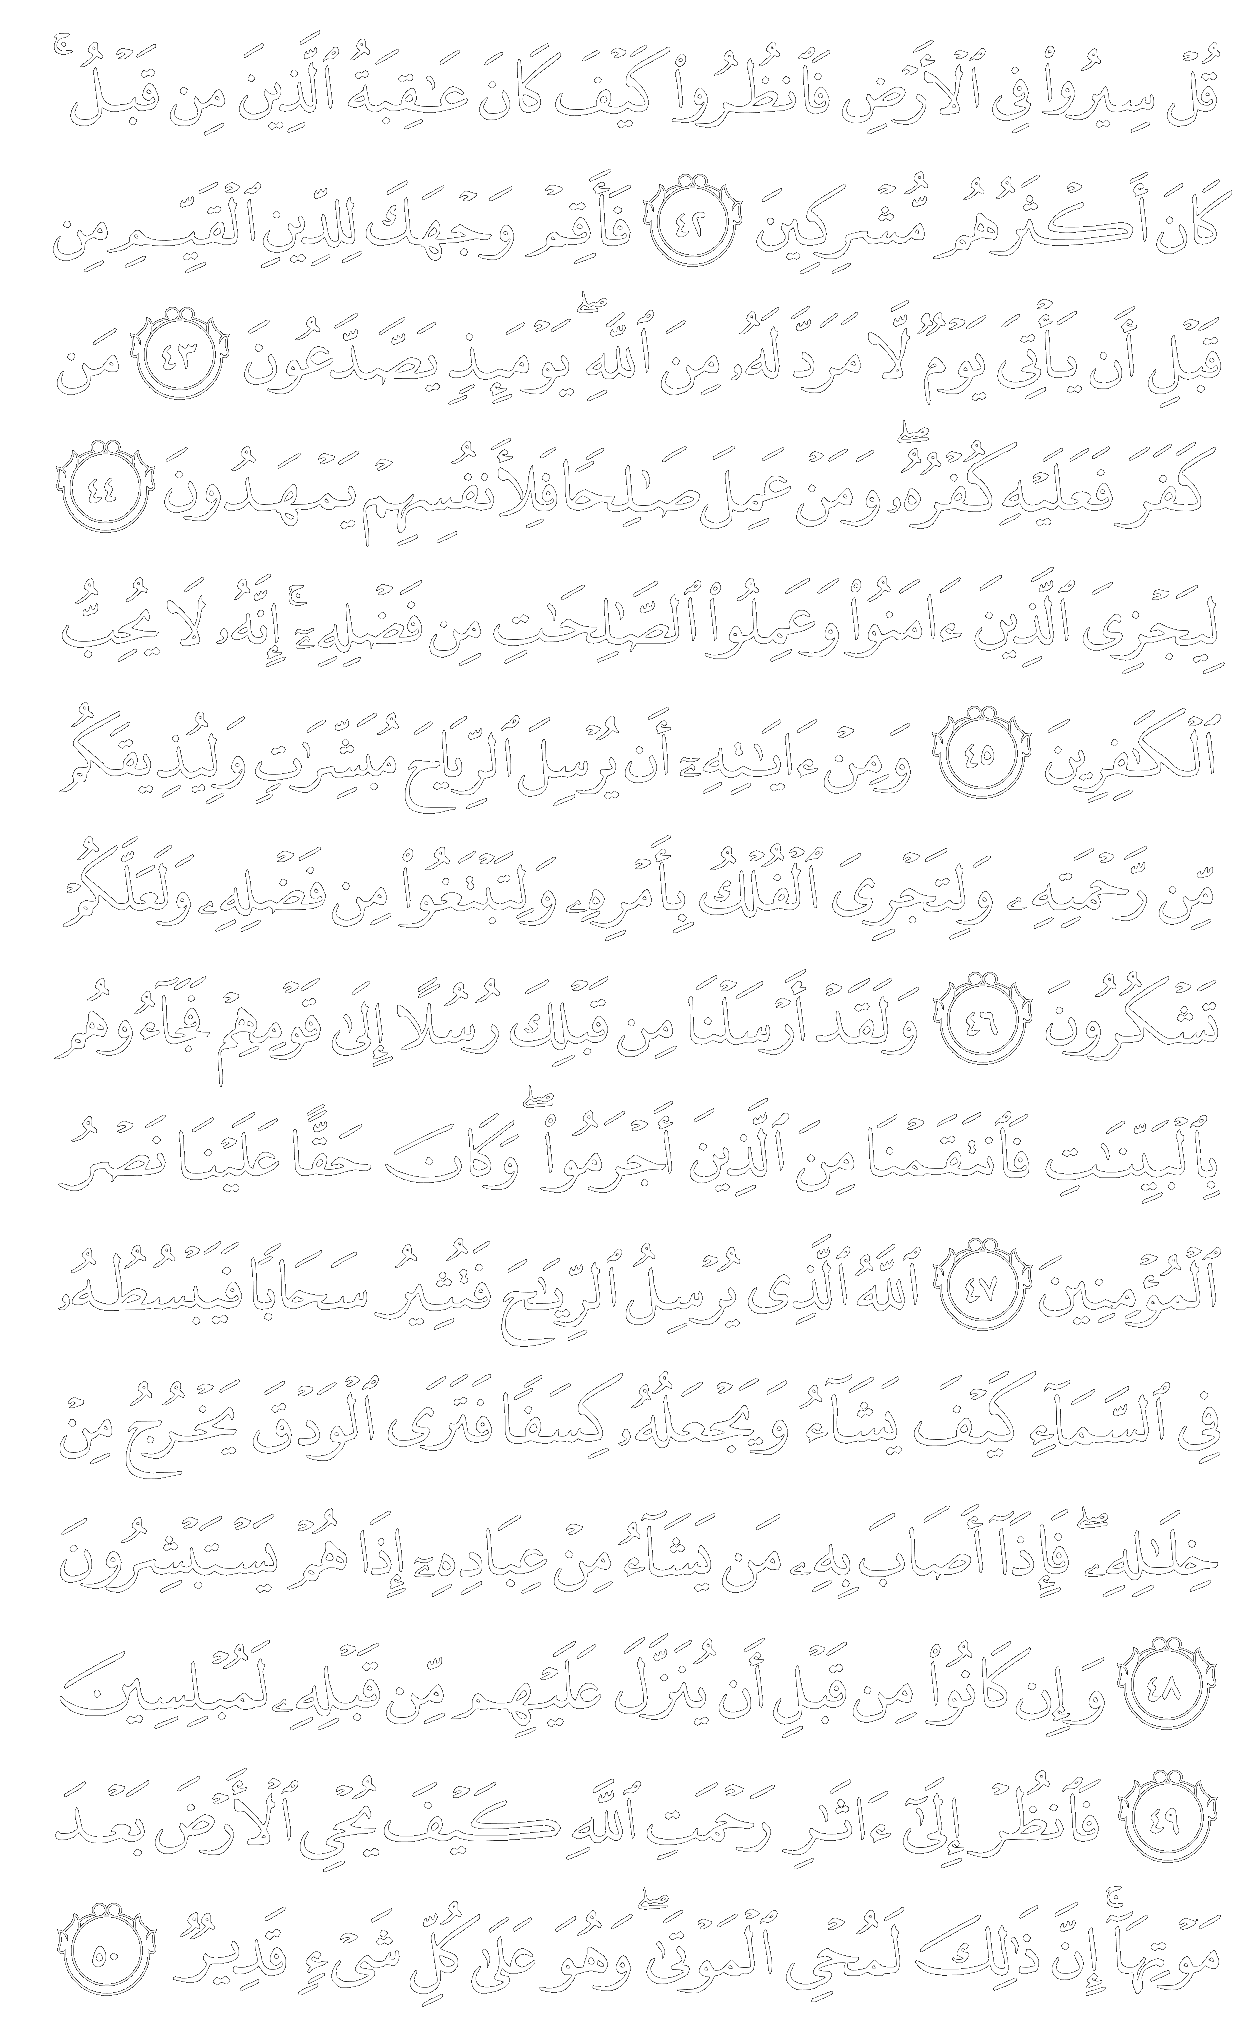 قُلْ سِيرُوا۟ فِى ٱلْأَرْضِ فَٱنظُرُوا۟ كَيْفَ كَانَ عَـٰقِبَةُ ٱلَّذِينَ مِن قَبْلُ ۚ
كَانَ أَكْثَرُهُم مُّشْرِكِينَ ٤٢ فَأَقِمْ وَجْهَكَ لِلدِّينِ ٱلْقَيِّمِ مِن
قَبْلِ أَن يَأْتِىَ يَوْمٌ لَّا مَرَدَّ لَهُۥ مِنَ ٱللَّهِ ۖ يَوْمَئِذٍ يَصَّدَّعُونَ ٤٣ مَن
كَفَرَ فَعَلَيْهِ كُفْرُهُۥ ۖ وَمَنْ عَمِلَ صَـٰلِحًا فَلِأَنفُسِهِمْ يَمْهَدُونَ ٤٤
لِيَجْزِىَ ٱلَّذِينَ ءَامَنُوا۟ وَعَمِلُوا۟ ٱلصَّـٰلِحَـٰتِ مِن فَضْلِهِۦٓ ۚ إِنَّهُۥ لَا يُحِبُّ
ٱلْكَـٰفِرِينَ ٤٥ وَمِنْ ءَايَـٰتِهِۦٓ أَن يُرْسِلَ ٱلرِّيَاحَ مُبَشِّرَٰتٍ وَلِيُذِيقَكُم
مِّن رَّحْمَتِهِۦ وَلِتَجْرِىَ ٱلْفُلْكُ بِأَمْرِهِۦ وَلِتَبْتَغُوا۟ مِن فَضْلِهِۦ وَلَعَلَّكُمْ
تَشْكُرُونَ ٤٦ وَلَقَدْ أَرْسَلْنَا مِن قَبْلِكَ رُسُلًا إِلَىٰ قَوْمِهِمْ فَجَآءُوهُم
بِٱلْبَيِّنَـٰتِ فَٱنتَقَمْنَا مِنَ ٱلَّذِينَ أَجْرَمُوا۟ ۖ وَكَانَ حَقًّا عَلَيْنَا نَصْرُ
ٱلْمُؤْمِنِينَ ٤٧ ٱللَّهُ ٱلَّذِى يُرْسِلُ ٱلرِّيَـٰحَ فَتُثِيرُ سَحَابًا فَيَبْسُطُهُۥ
فِى ٱلسَّمَآءِ كَيْفَ يَشَآءُ وَيَجْعَلُهُۥ كِسَفًا فَتَرَى ٱلْوَدْقَ يَخْرُجُ مِنْ
خِلَـٰلِهِۦ ۖ فَإِذَآ أَصَابَ بِهِۦ مَن يَشَآءُ مِنْ عِبَادِهِۦٓ إِذَا هُمْ يَسْتَبْشِرُونَ
٤٨ وَإِن كَانُوا۟ مِن قَبْلِ أَن يُنَزَّلَ عَلَيْهِم مِّن قَبْلِهِۦ لَمُبْلِسِينَ
٤٩ فَٱنظُرْ إِلَىٰٓ ءَاثَـٰرِ رَحْمَتِ ٱللَّهِ كَيْفَ يُحْىِ ٱلْأَرْضَ بَعْدَ
مَوْتِهَآ ۚ إِنَّ ذَٰلِكَ لَمُحْىِ ٱلْمَوْتَىٰ ۖ وَهُوَ عَلَىٰ كُلِّ شَىْءٍ قَدِيرٌ ٥٠